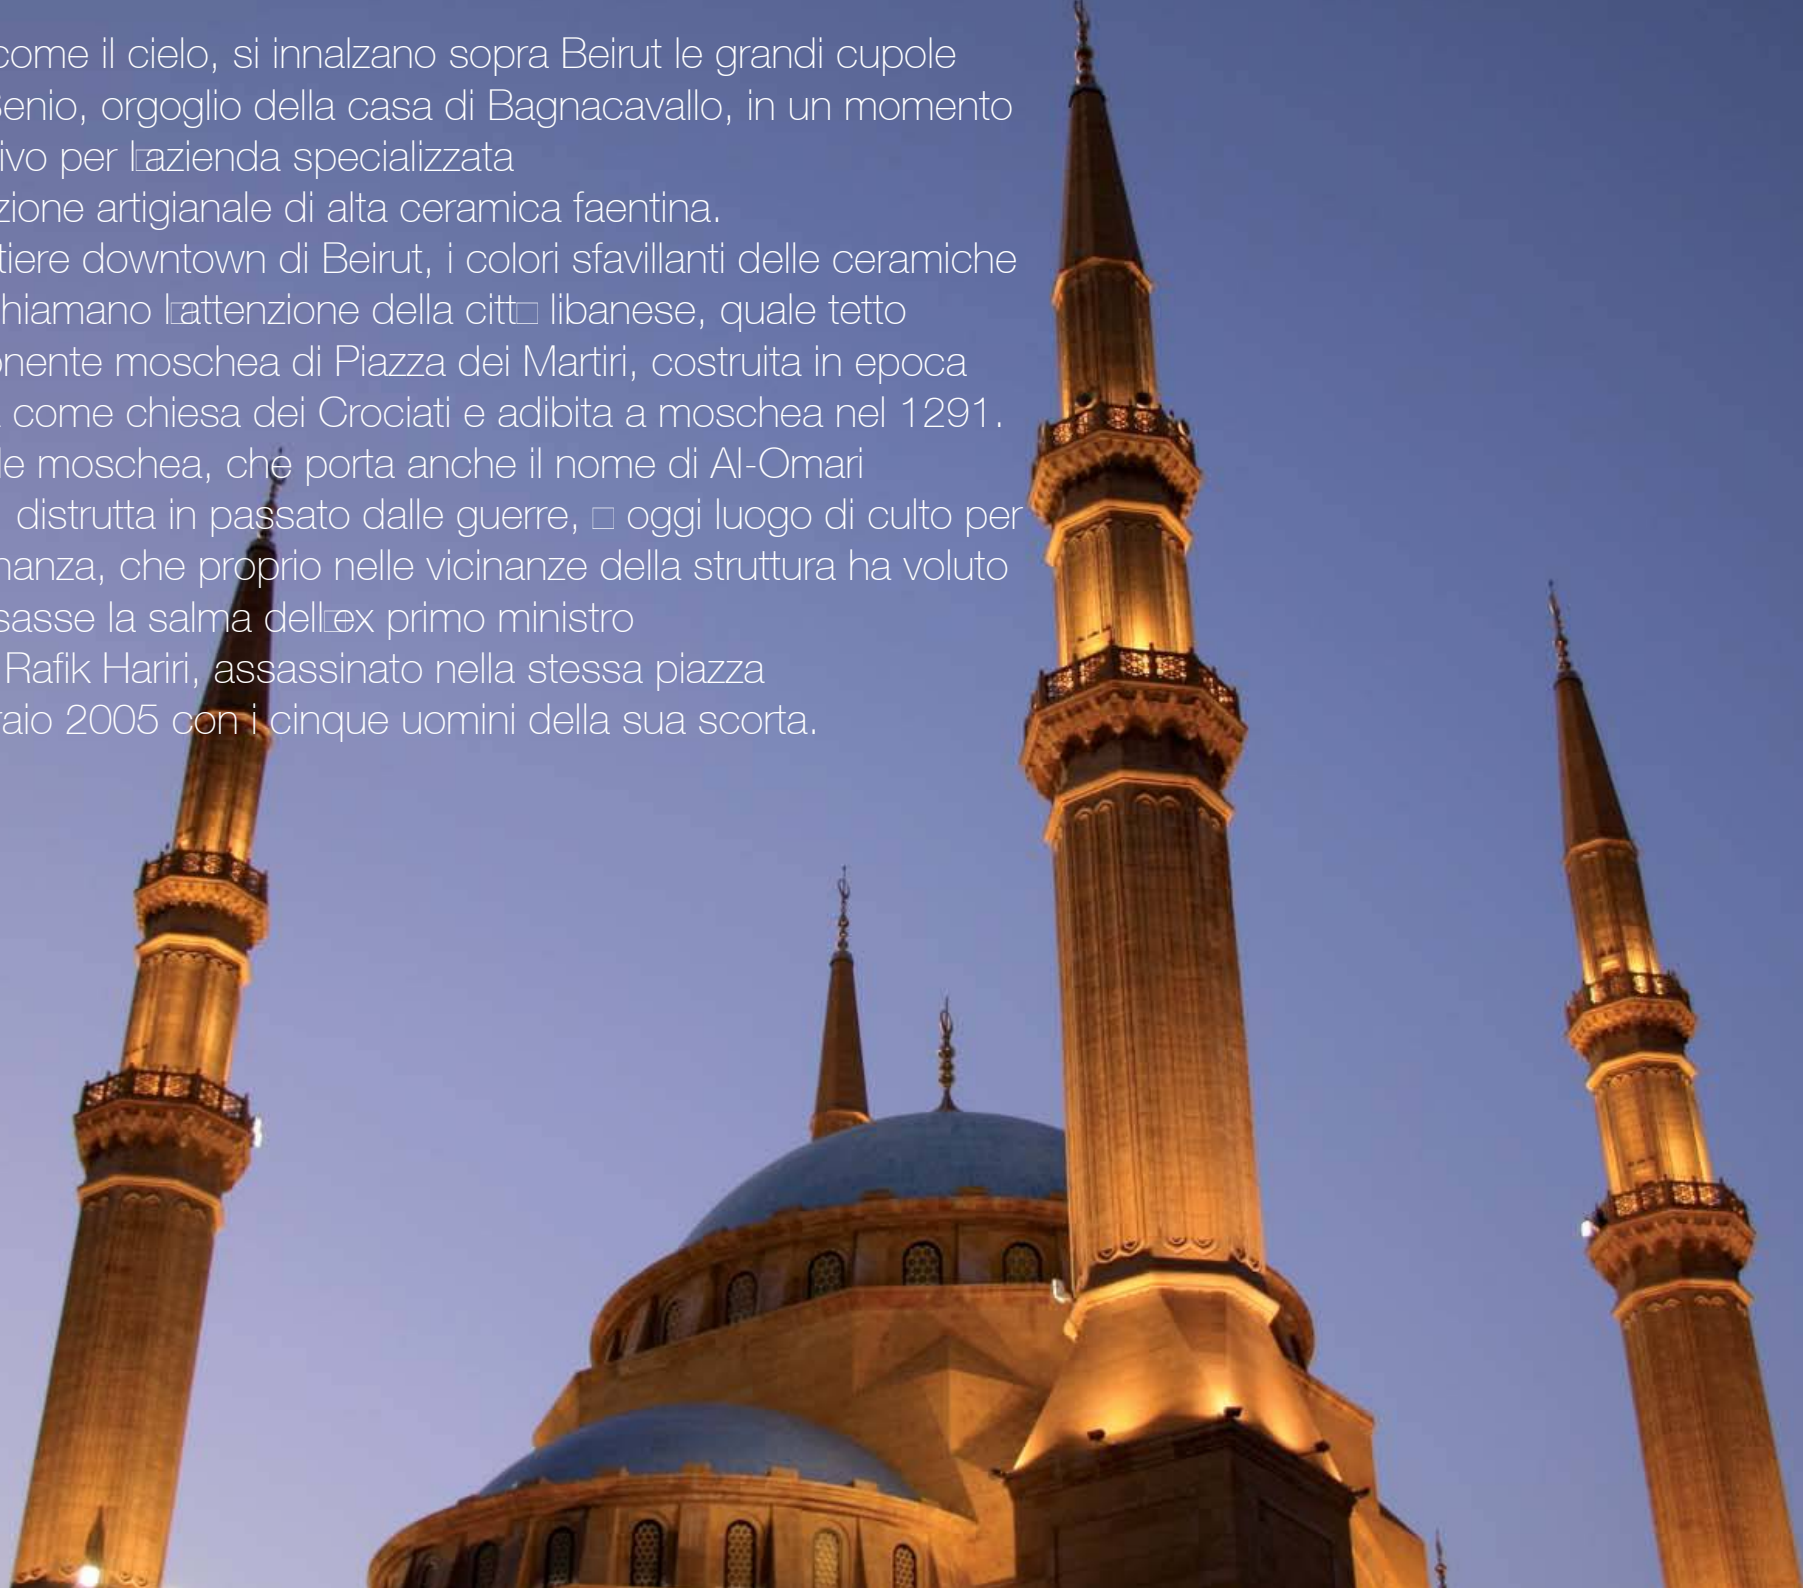 come il cielo, si innalzano sopra Beirut le grandi cupole
Senio, orgoglio della casa di Bagnacavallo, in un momento
ivo per l□azienda specializzata
zione artigianale di alta ceramica faentina.
tiere downtown di Beirut, i colori sfavillanti delle ceramiche
hiamano l□attenzione della citt□ libanese, quale tetto
onente moschea di Piazza dei Martiri, costruita in epoca
come chiesa dei Crociati e adibita a moschea nel 1291.
le moschea, che porta anche il nome di Al-Omari
distrutta in passato dalle guerre, □ oggi luogo di culto per
nanza, che proprio nelle vicinanze della struttura ha voluto
sasse la salma dell□ex primo ministro
Rafik Hariri, assassinato nella stessa piazza
raio 2005 con i cinque uomini della sua scorta.